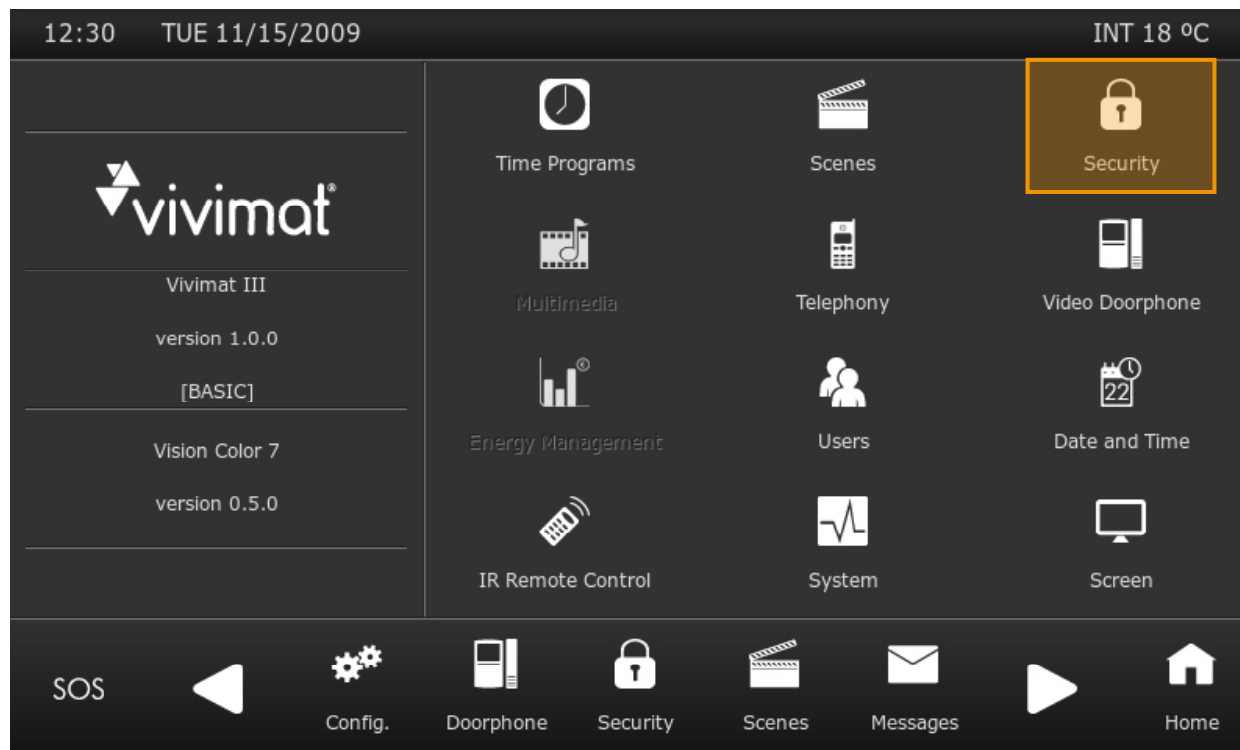 12:30 TUE 11/15/2009 INT 18 ºC
vivimat®
Vivimat III
version 1.0.0
[BASIC]
Vision Color 7
version 0.5.0
Time Programs Scenes Security
Multimedia Telephony Video Doorphone
€ 22
Energy Management Users Date and Time
IR Remote Control System Screen
SOS Config. Doorphone Security Scenes Messages Home